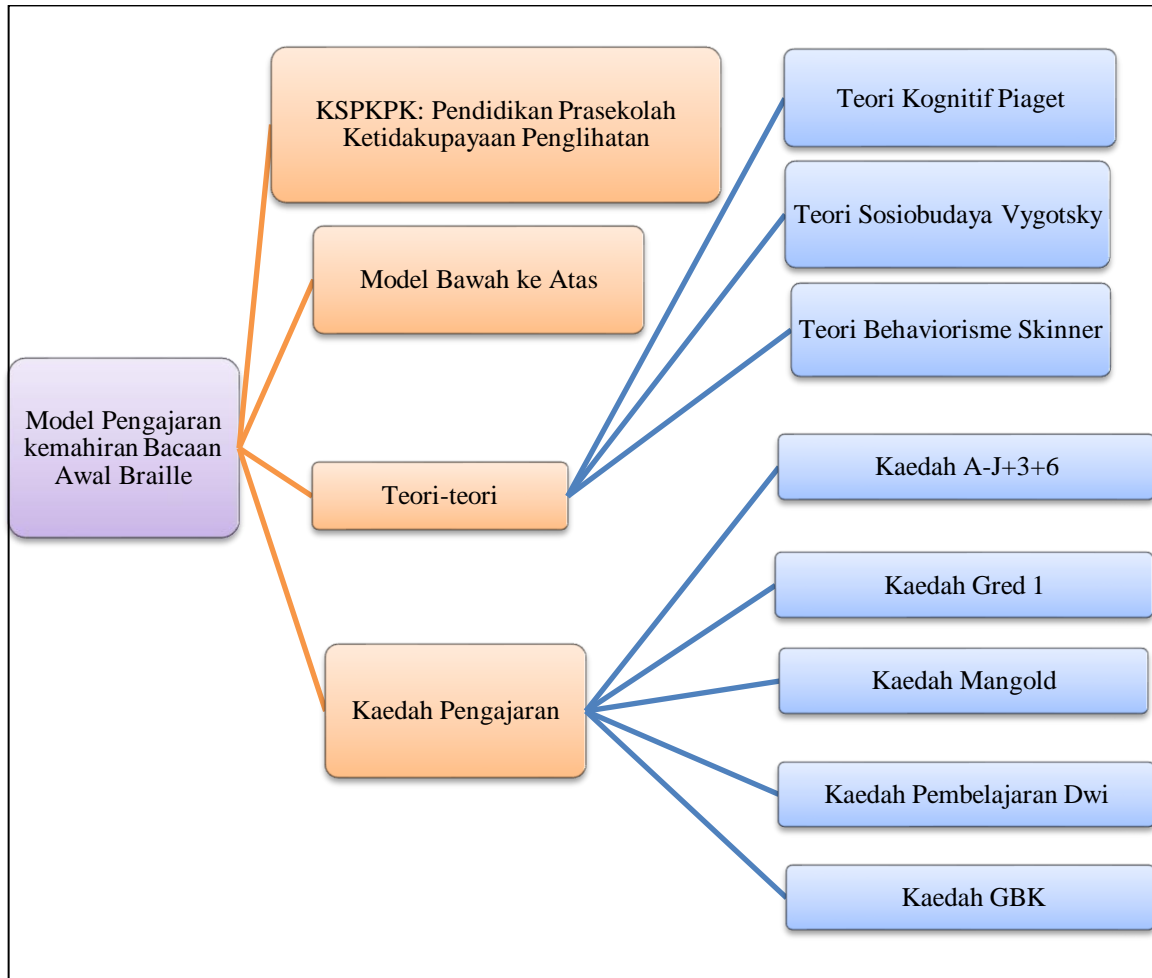 Model Pengajaran
kemahiran Bacaan
Awal Braille
KSPKPK: Pendidikan Prasekolah
Ketidakupayaan Penglihatan
Model Bawah ke Atas
Teori-teori
Kaedah Pengajaran
Teori Kognitif Piaget
Teori Sosiobudaya Vygotsky
Teori Behaviorisme Skinner
Kaedah A-J+3+6
Kaedah Gred 1
Kaedah Mangold
Kaedah Pembelajaran Dwi
Kaedah GBK